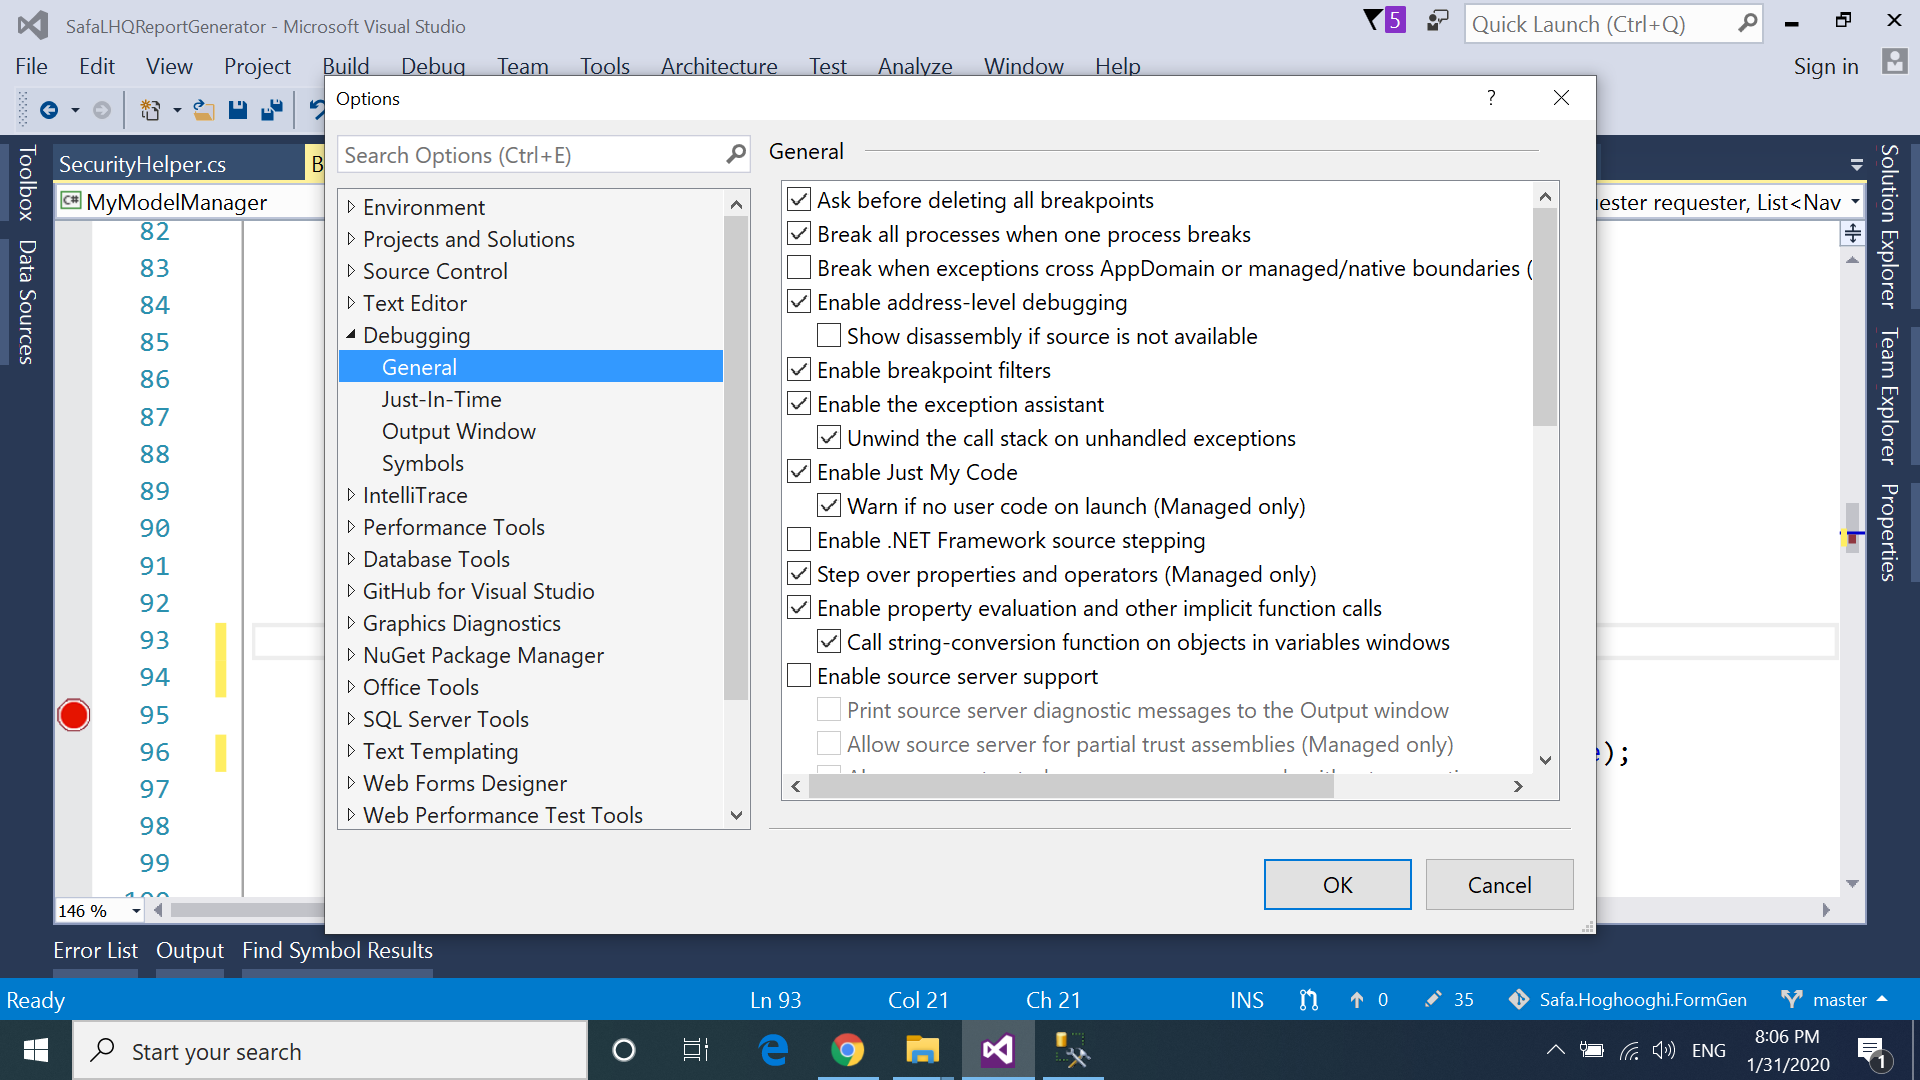 SafaLHQReportGenerator - Microsoft Visual Studio
5
Quick Launch (Ctrl+Q)
File Edit View Project Build Debug Team Tools Architecture Test Analyze Window Help
Sign in
Options
?
Search Options (Ctrl+E)
Environment
Projects and Solutions
Source Control
Text Editor
Debugging
General
Just-In-Time
Output Window
Symbols
IntelliTrace
Performance Tools
Database Tools
GitHub for Visual Studio
Graphics Diagnostics
NuGet Package Manager
Office Tools
SQL Server Tools
Text Templating
Web Forms Designer
Web Performance Test Tools
General
Ask before deleting all breakpoints
Break all processes when one process breaks
Break when exceptions cross AppDomain or managed/native boundaries (
Enable address-level debugging
Show disassembly if source is not available
Enable breakpoint filters
Enable the exception assistant
Unwind the call stack on unhandled exceptions
Enable Just My Code
Warn if no user code on launch (Managed only)
Enable .NET Framework source stepping
Step over properties and operators (Managed only)
Enable property evaluation and other implicit function calls
Call string-conversion function on objects in variables windows
Enable source server support
Print source server diagnostic messages to the Output window
Allow source server for partial trust assemblies (Managed only)
OK Cancel
Toolbox
Data Sources
SecurityHelper.cs
B
C# MyModelManager
ester requester, List<Nav
82
83
84
85
86
87
88
89
90
91
92
93
94
95
96
97
98
99
);
146 %
Solution Explorer
Team Explorer
Properties
Error List Output Find Symbol Results
Ready Ln 93 Col 21 Ch 21 INS 0 35 Safa.Hoghooghi.FormGen master
Start your search
ENG
8:06 PM
1/31/2020
1